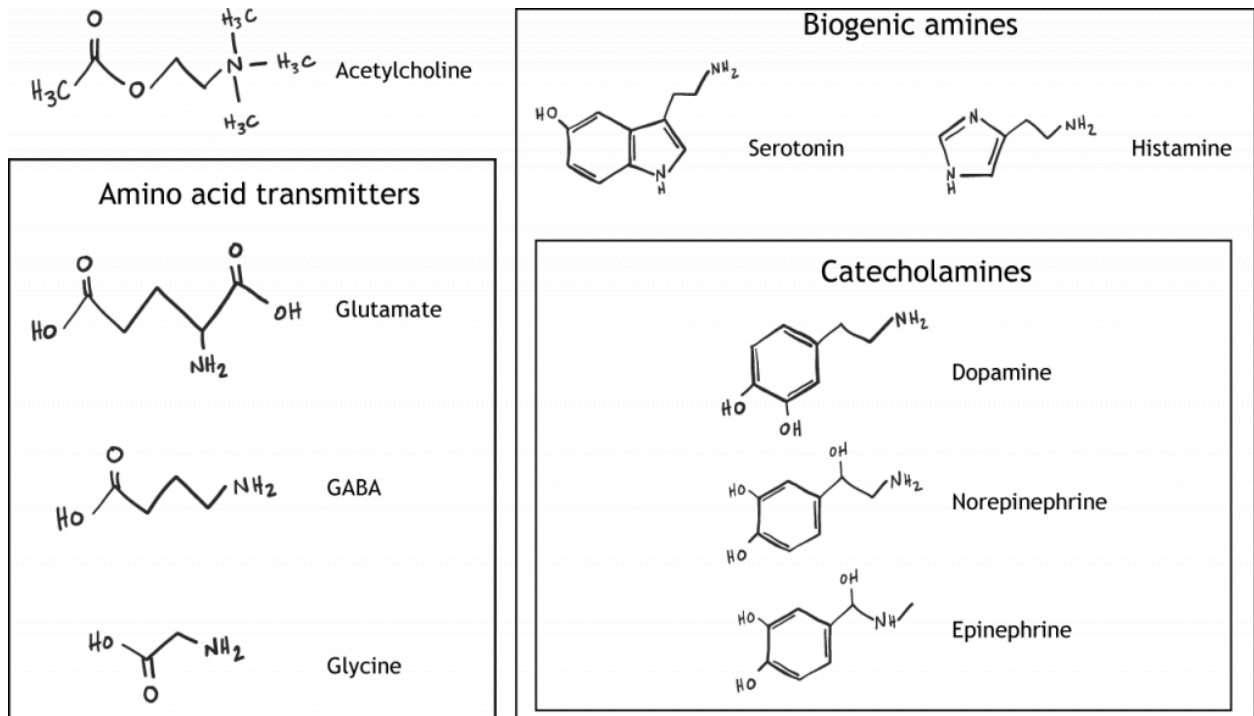 O
H₃C
H₃C
O
N
H₃C
H₃C
Acetylcholine
Amino acid transmitters
O
O
HO
OH
NH₂
Glutamate
O
HO
NH₂
GABA
HO
NH₂
O
Glycine
Biogenic amines
NH₂
HO
N
H
Serotonin
N
NH₂
N
H
Histamine
Catecholamines
NH₂
HO
OH
Dopamine
OH
HO
NH₂
HO
Norepinephrine
OH
HO
NH
HO
Epinephrine